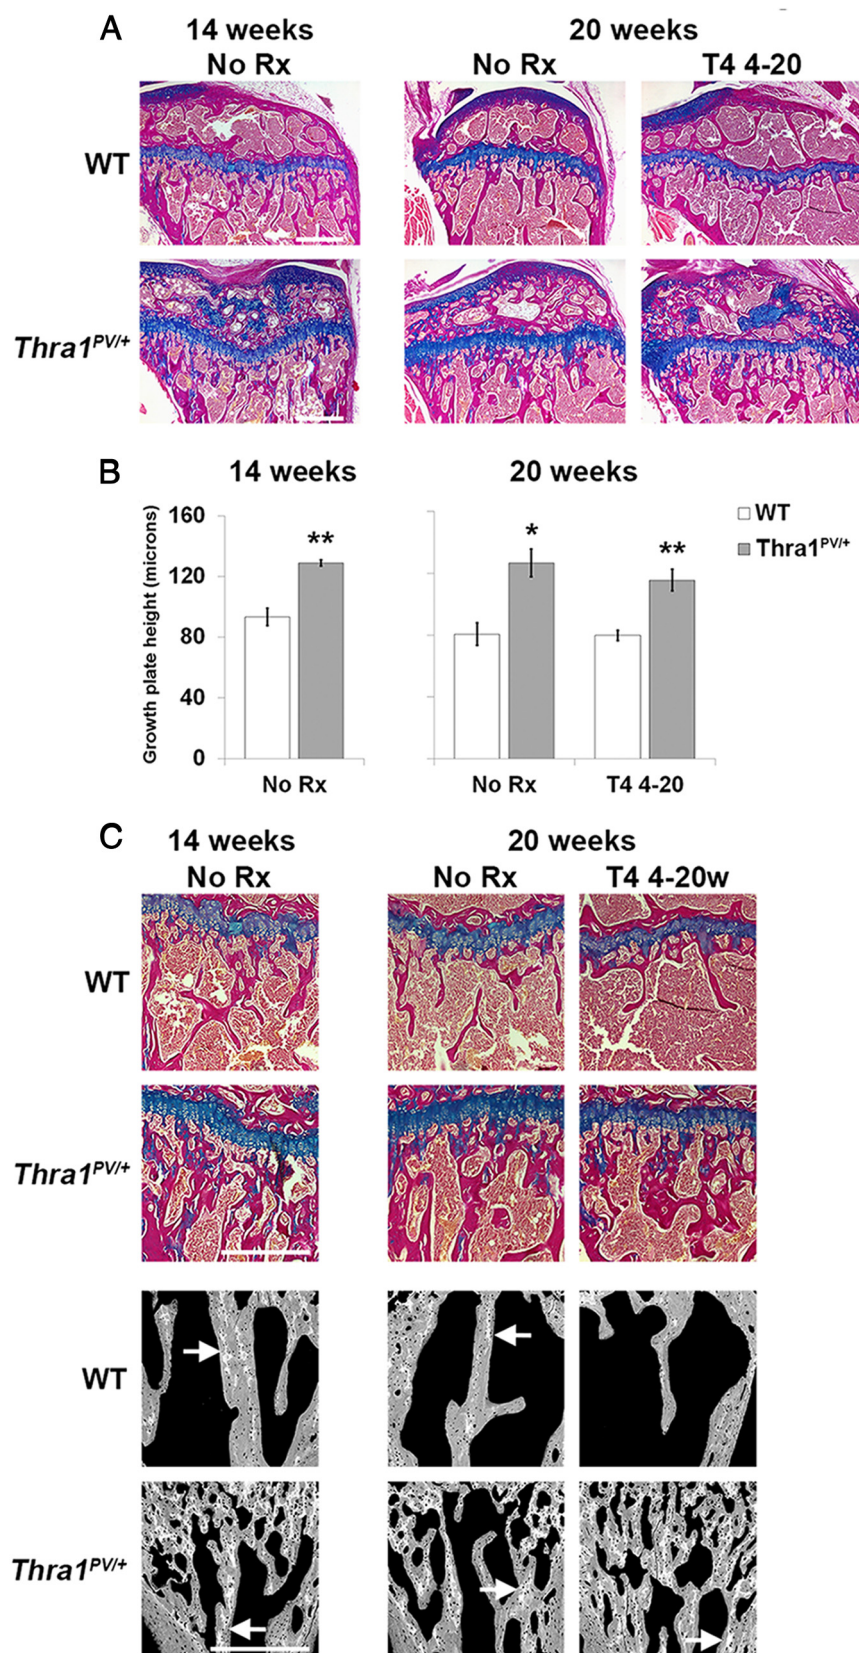 A
14 weeks 20 weeks
No Rx No Rx T4 4-20
WT
Thra1PV/+
B
14 weeks 20 weeks
Growth plate height (microns)
160
120
80
40
0
** * **
WT
Thra1PV/+
No Rx No Rx T4 4-20
C
14 weeks 20 weeks
No Rx No Rx T4 4-20w
WT
Thra1PV/+
WT
Thra1PV/+